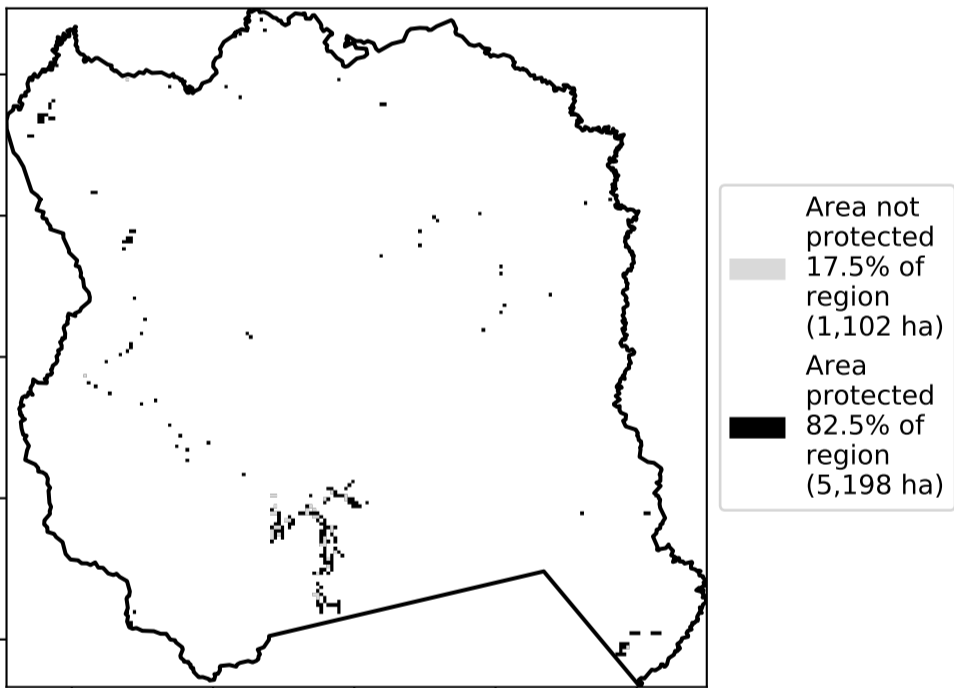 Area not
protected
17.5% of
region
(1,102 ha)
Area
protected
82.5% of
region
(5,198 ha)